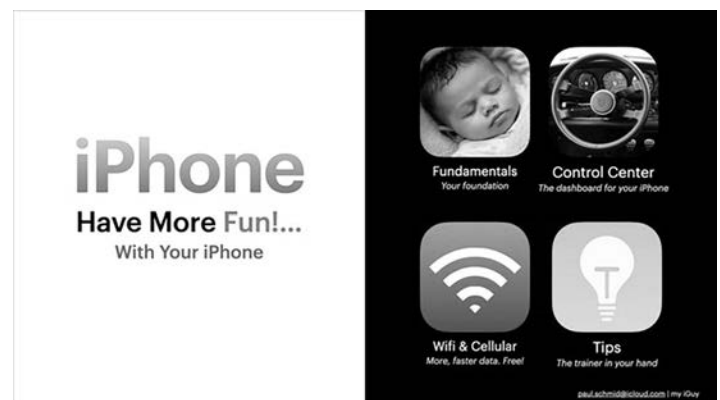 iPhone
Have More Fun!...
With Your iPhone
Fundamentals
Your foundation
Control Center
The dashboard for your iPhone
Wifi & Cellular
More, faster data. Free!
T
Tips
The trainer in your hand
paul.schmid@icloud.com | my iGuy